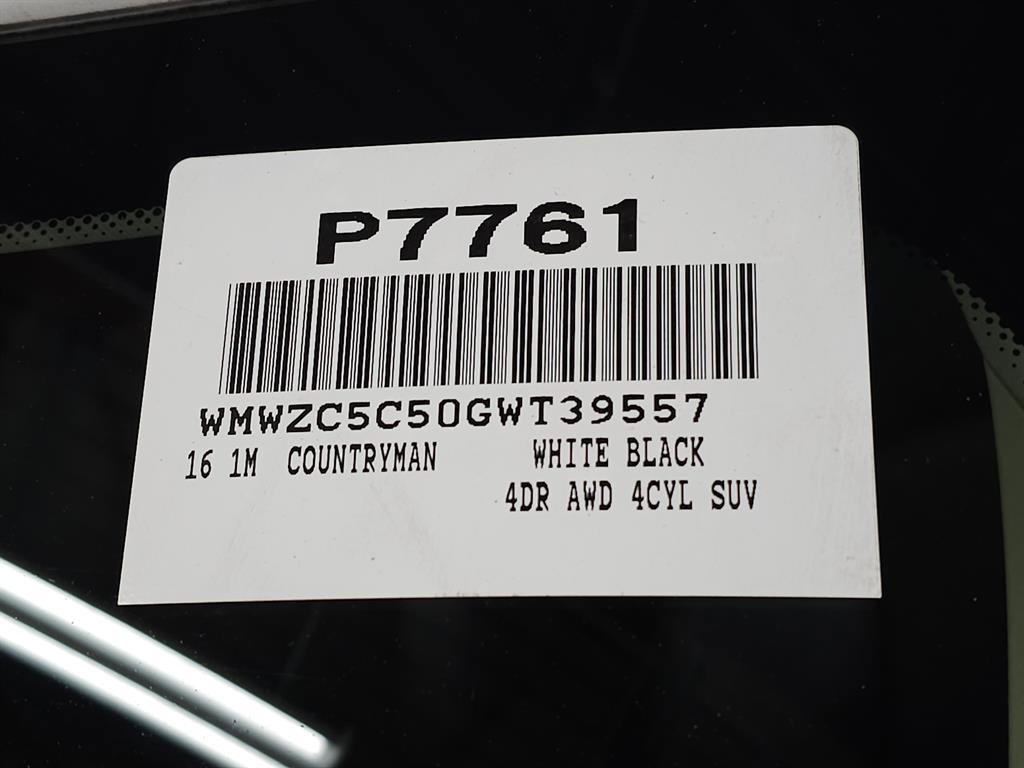 P7761
WMWZC5C50GWT39557
16 1M COUNTRYMAN WHITE BLACK
4DR AWD 4CYL SUV